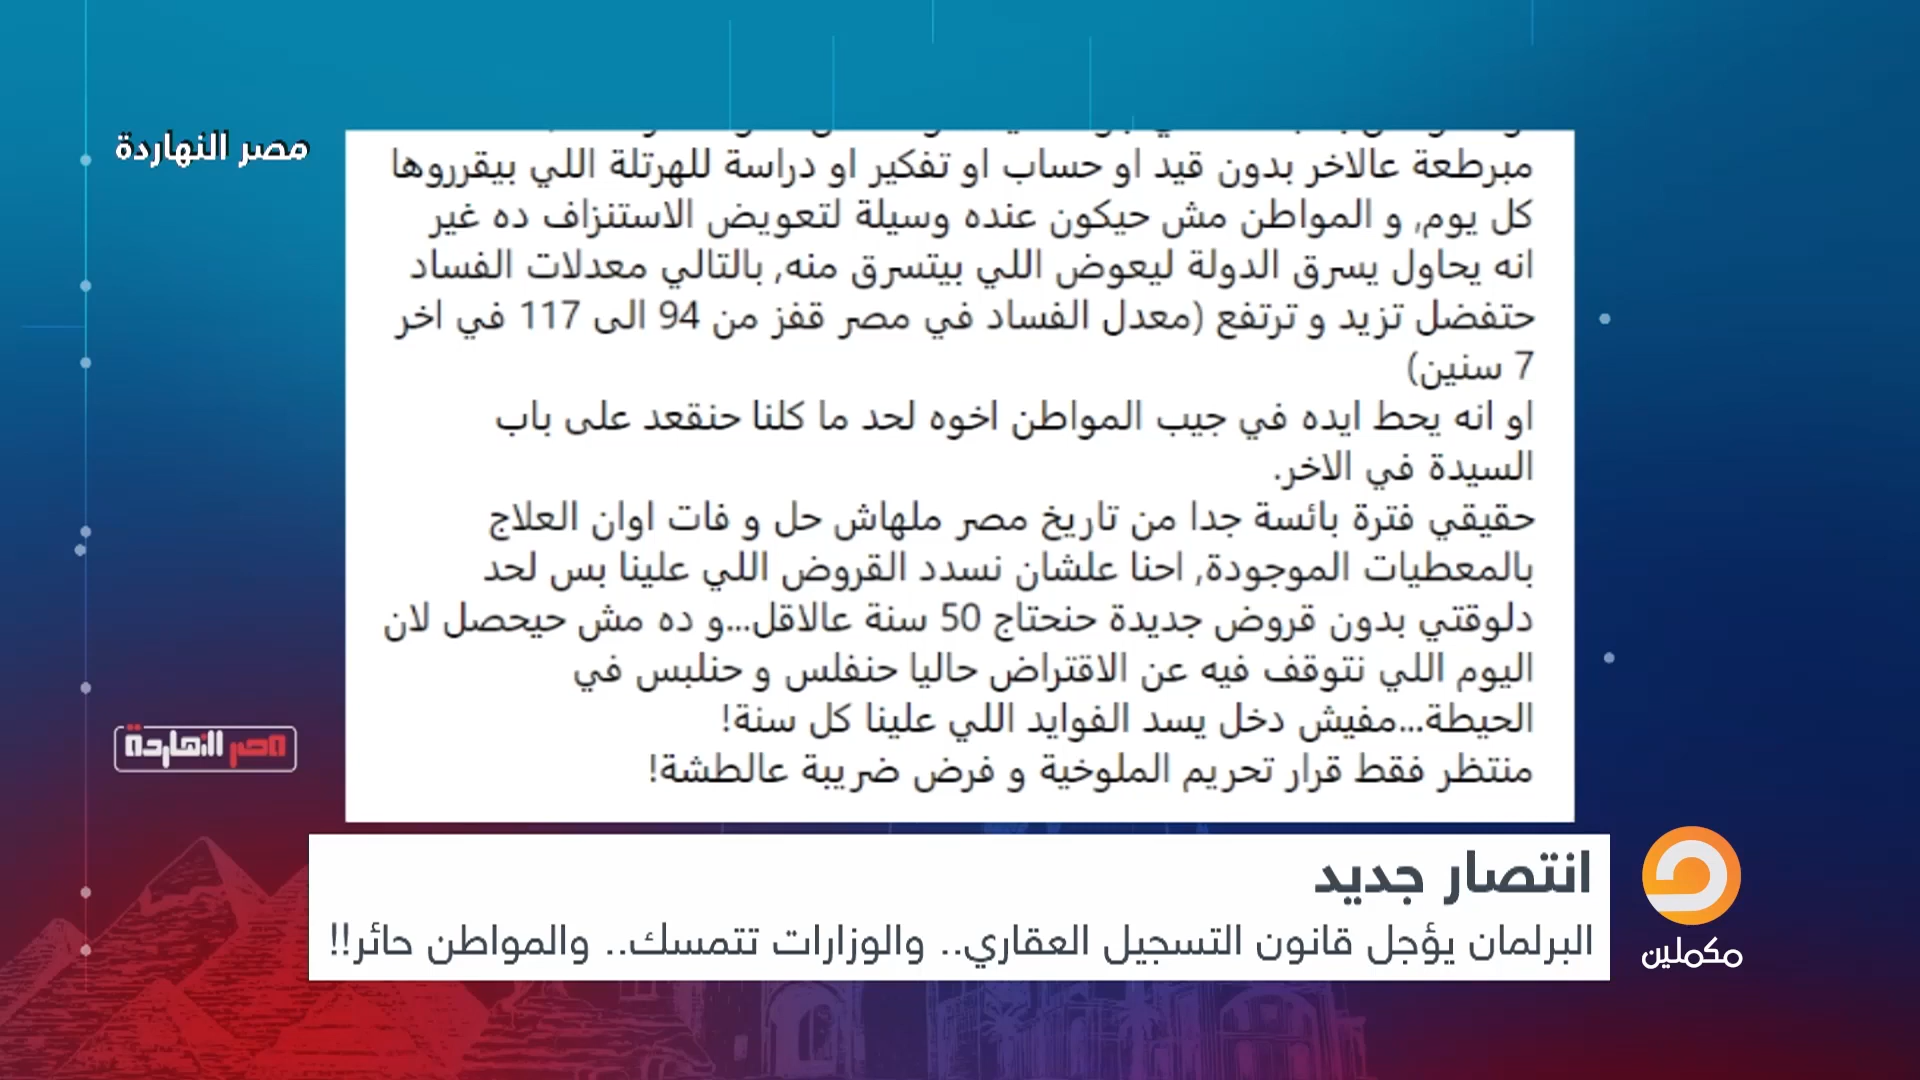 مصر النهاردة
مبرطعة عالاخر بدون قيد او حساب او تفكير او دراسة للهرتلة اللي بيقرروها
كل يوم, و المواطن مش حيكون عنده وسيلة لتعويض الاستنزاف ده غير
انه يحاول يسرق الدولة ليعوض اللي بيتسرق منه, بالتالي معدلات الفساد
حتفضل تزيد و ترتفع (معدل الفساد في مصر قفز من 94 الى 117 في اخر
7 سنين)
او انه يحط ايده في جيب المواطن اخوه لحد ما كلنا حنقعد على باب
السيدة في الاخر.
حقيقي فترة بائسة جدا من تاريخ مصر ملهاش حل و فات اوان العلاج
بالمعطيات الموجودة, احنا علشان نسدد القروض اللي علينا بس لحد
دلوقتي بدون قروض جديدة حنحتاج 50 سنة عالاقل...و ده مش حيحصل لان
اليوم اللي نتوقف فيه عن الاقتراض حاليا حنفلس و حنلبس في
الحيطة...مفيش دخل يسد الفوايد اللي علينا كل سنة!
منتظر فقط قرار تحريم الملوخية و فرض ضريبة عالطشة!
مصر النهاردة
انتصار جديد
البرلمان يؤجل قانون التسجيل العقاري.. والوزارات تتمسك.. والمواطن حائر!!
مكملين